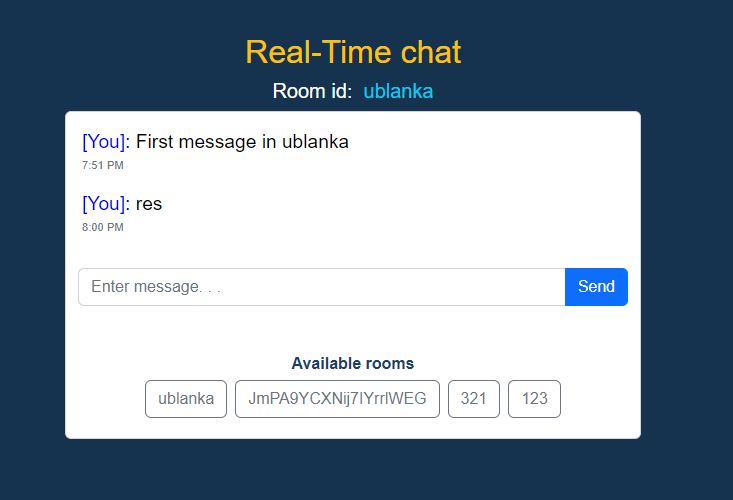 Real-Time chat
Room id: ublanka
[You]: First message in ublanka
7:51 PM
[You]: res
8:00 PM
Enter message. . .
Send
Available rooms
ublanka JmPA9YCXNij7IYrrlWEG 321 123